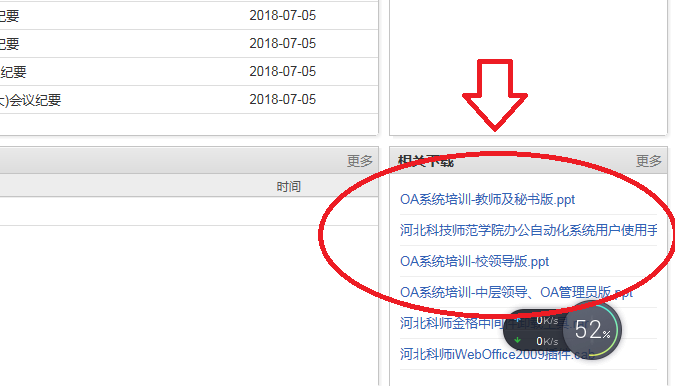 纪要 2018-07-05
纪要 2018-07-05
纪要 2018-07-05
)会议纪要 2018-07-05
更多
时间
相关下载 更多
OA系统培训-教师及秘书版.ppt
河北科技师范学院办公自动化系统用户使用手
OA系统培训-校领导版.ppt
OA系统培训-中层领导、OA管理员版.ppt
河北科师金格中间件
河北科师WebOffice2009插件.cab
0K/s
0K/s
52%